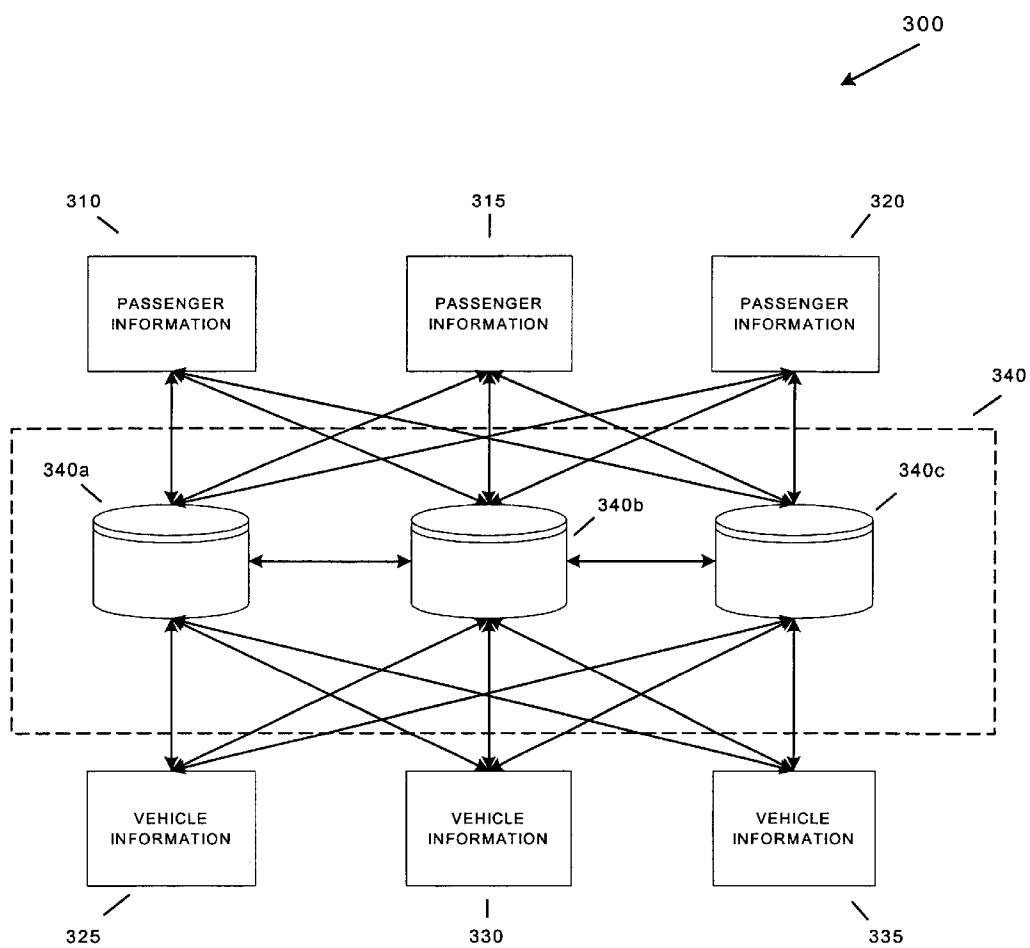 300
310
315
320
PASSENGER
INFORMATION
PASSENGER
INFORMATION
PASSENGER
INFORMATION
340
340a
340b
340c
VEHICLE
INFORMATION
VEHICLE
INFORMATION
VEHICLE
INFORMATION
325
330
335